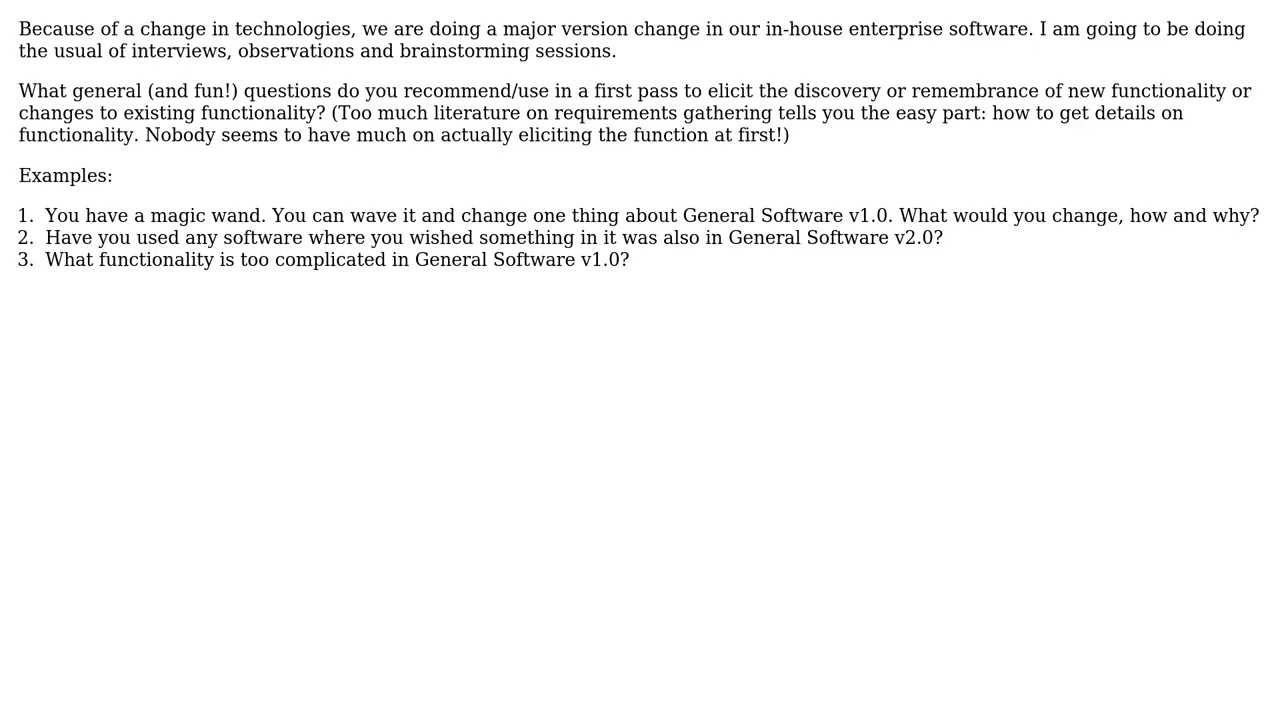 Because of a change in technologies, we are doing a major version change in our in-house enterprise software. I am going to be doing
the usual of interviews, observations and brainstorming sessions.
What general (and fun!) questions do you recommend/use in a first pass to elicit the discovery or remembrance of new functionality or
changes to existing functionality? (Too much literature on requirements gathering tells you the easy part: how to get details on
functionality. Nobody seems to have much on actually eliciting the function at first!)
Examples:
1. You have a magic wand. You can wave it and change one thing about General Software v1.0. What would you change, how and why?
2. Have you used any software where you wished something in it was also in General Software v2.0?
3. What functionality is too complicated in General Software v1.0?